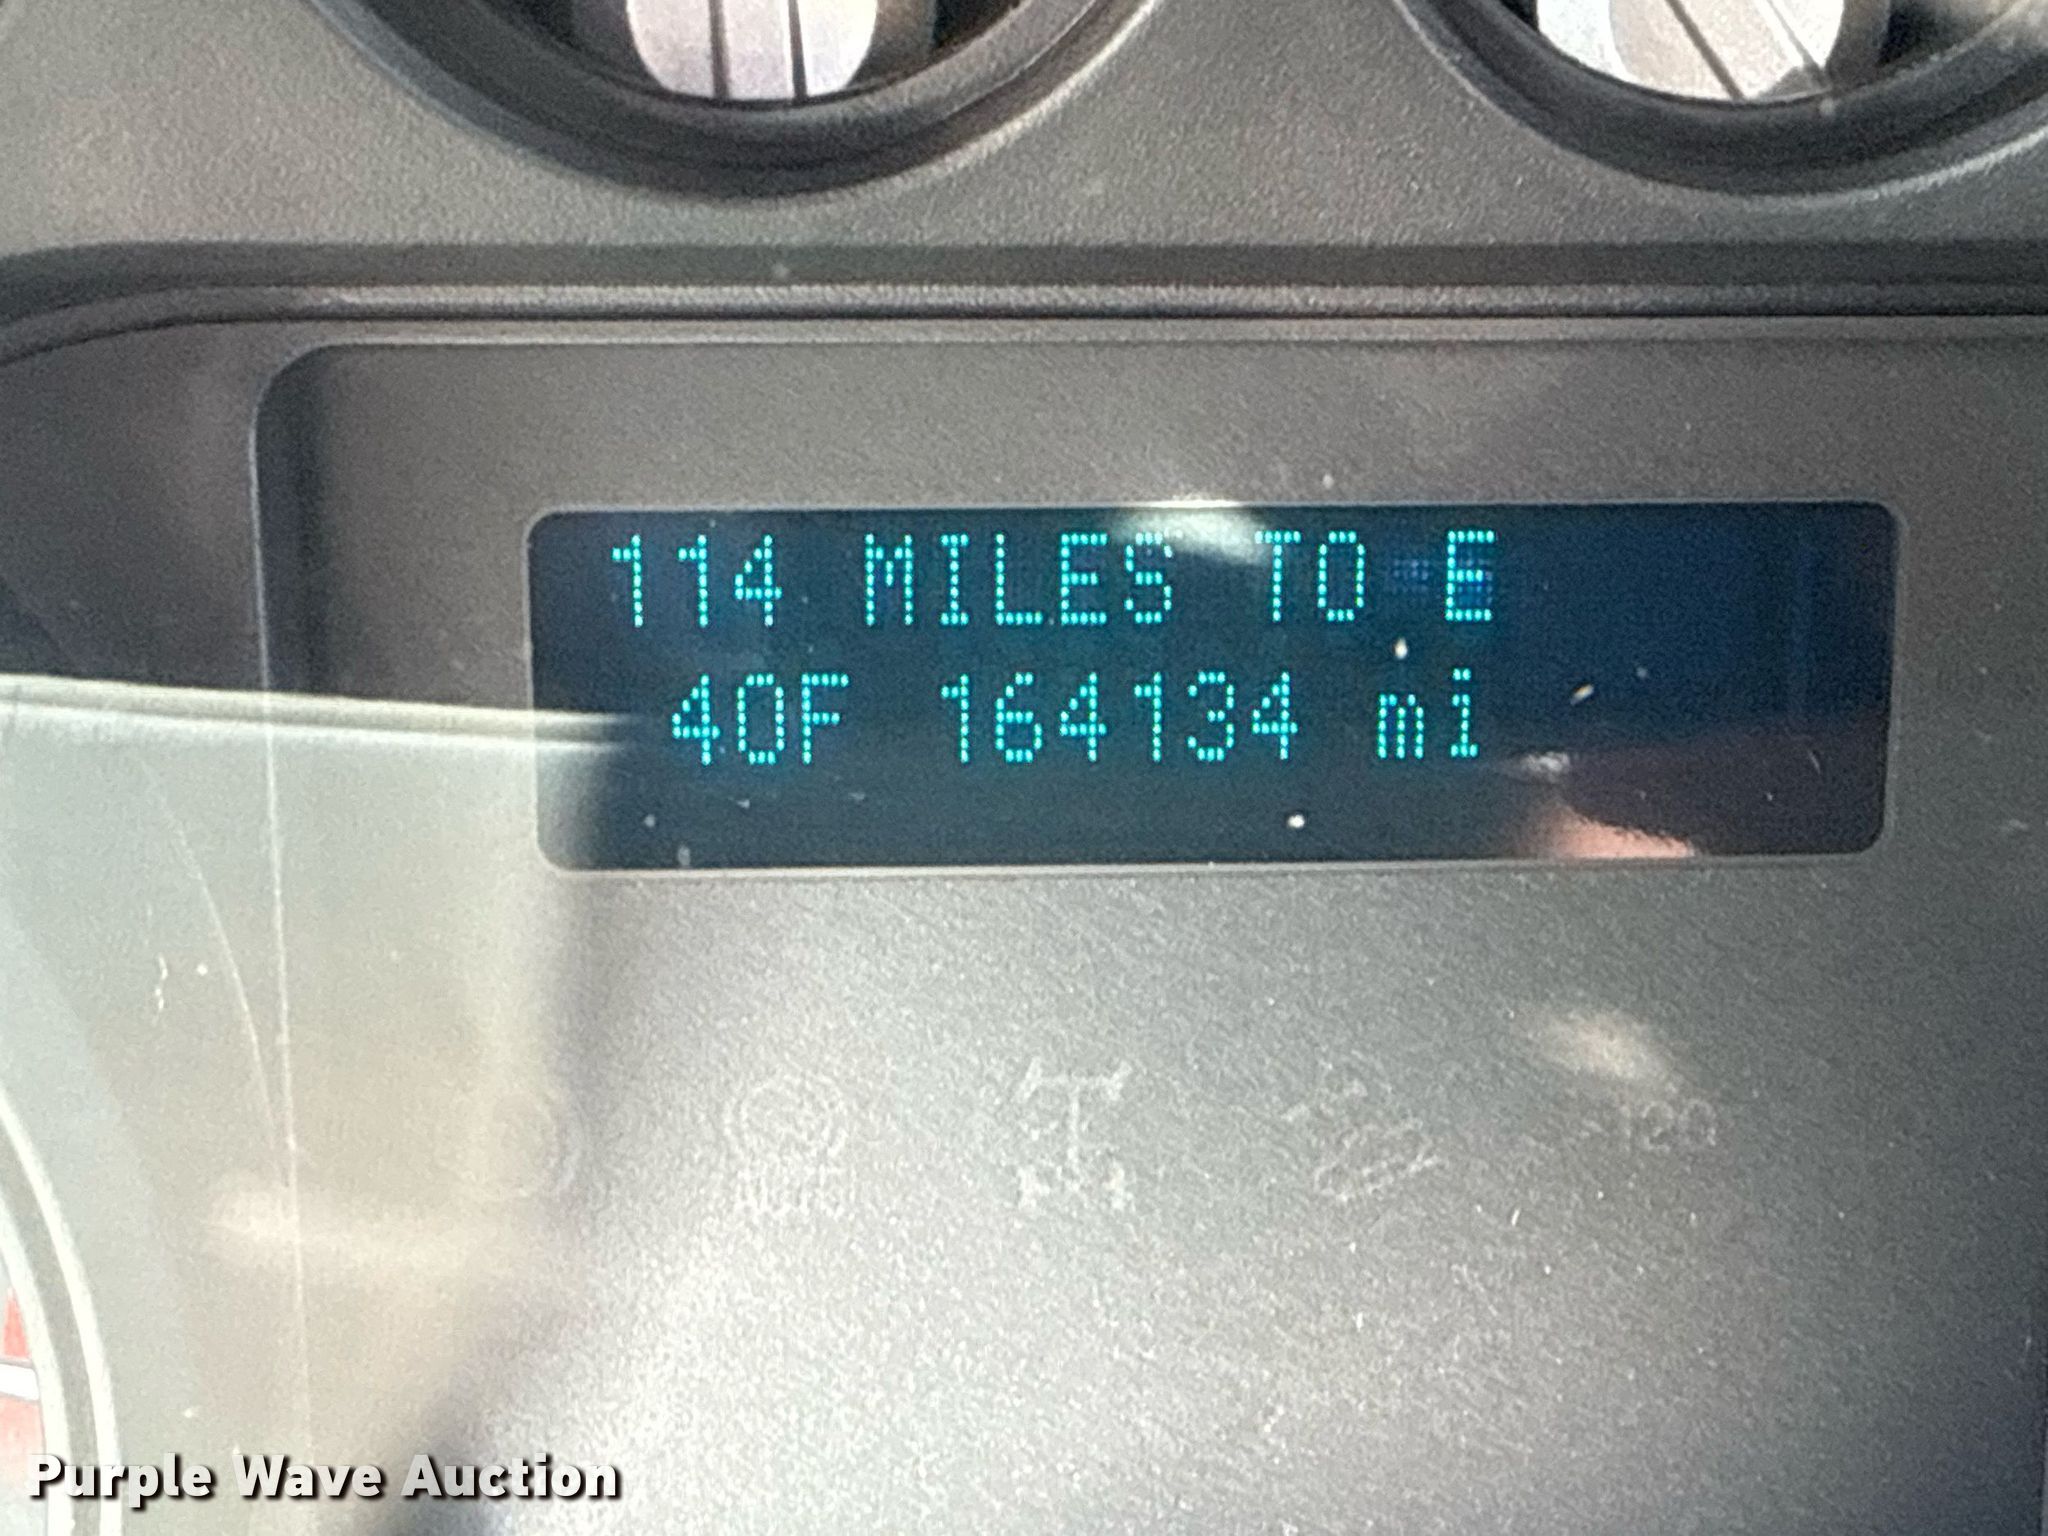 114 MILES TO E
40F 164134 mi
Purple Wave Auction